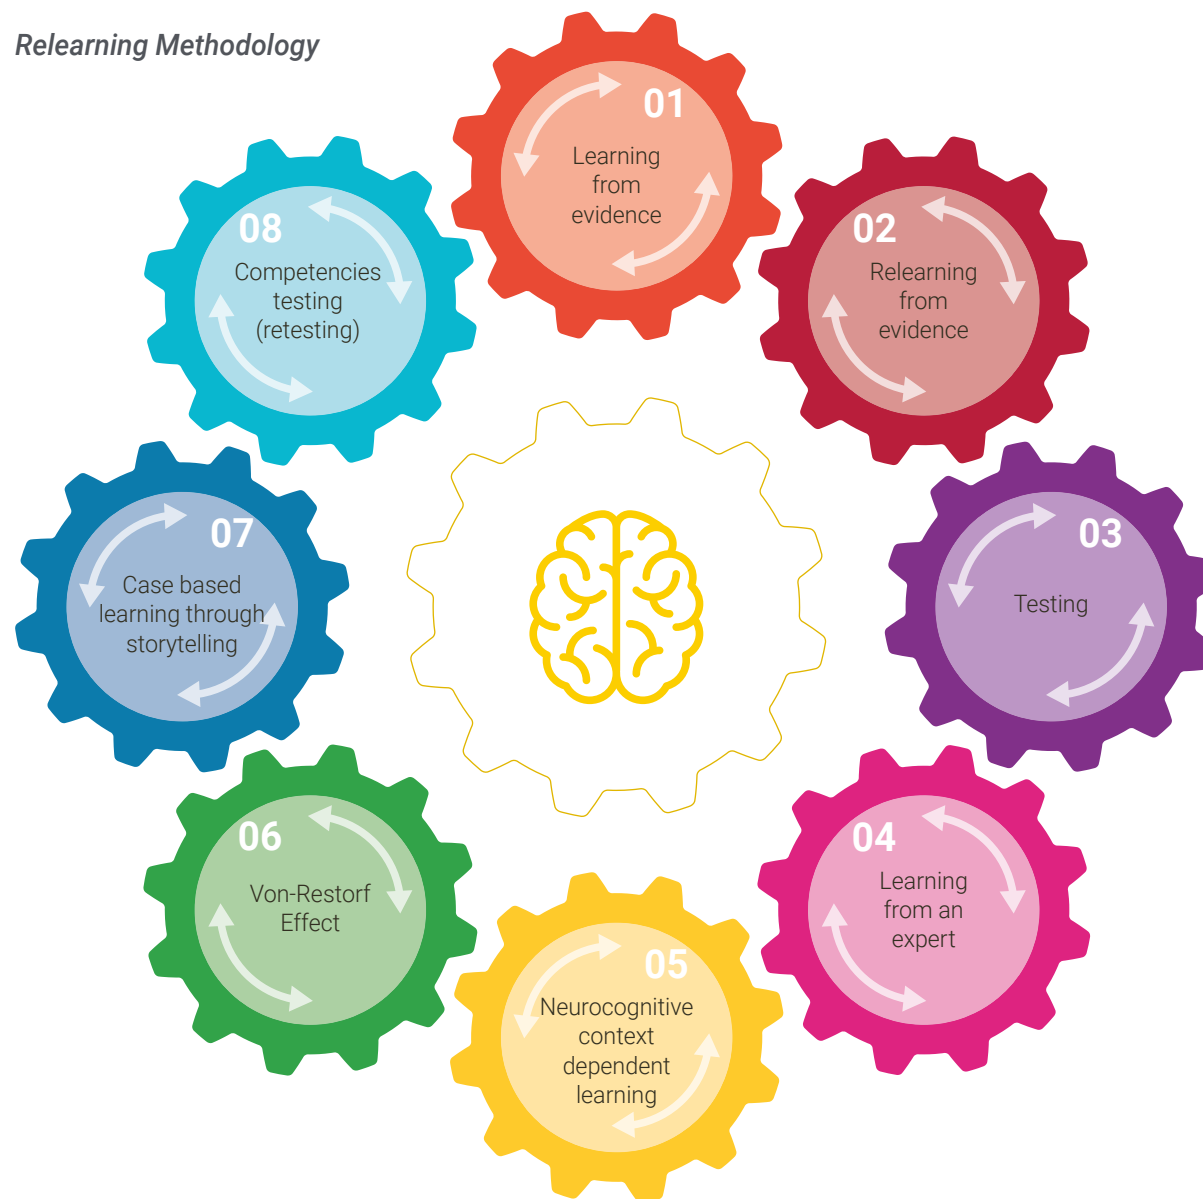 Relearning Methodology
01
Learning
from
evidence
02
Relearning
from
evidence
03
Testing
04
Learning
from an
expert
05
Neurocognitive
context
dependent
learning
06
Von-Restorf
Effect
07
Case based
learning through
storytelling
08
Competencies
testing
(retesting)